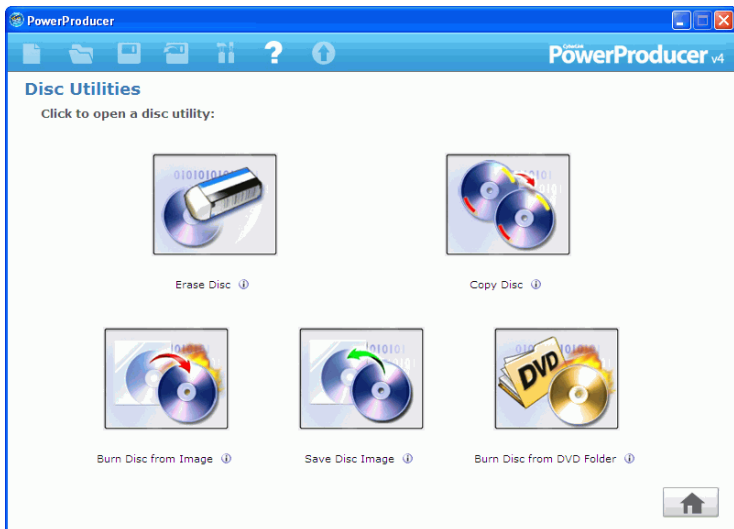 PowerProducer
?
CyberLink
PowerProducer v4
Disc Utilities
Click to open a disc utility:
Erase Disc
Copy Disc
Burn Disc from Image
Save Disc Image
DVD
Burn Disc from DVD Folder